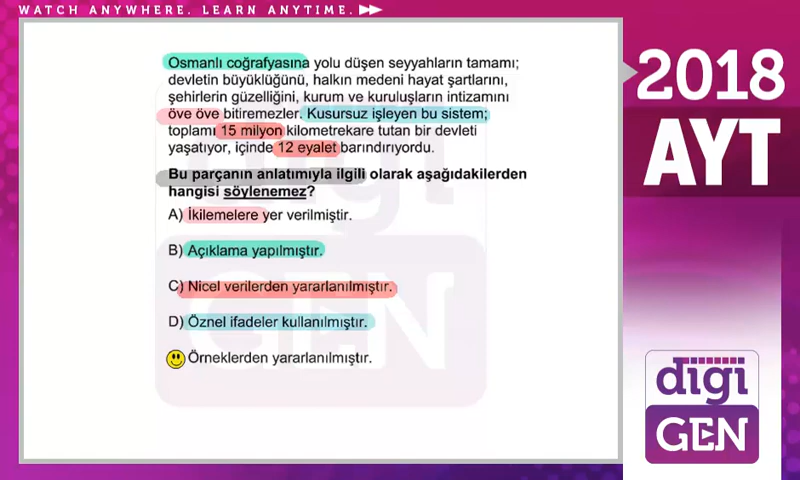 WATCH ANYWHERE. LEARN ANYTIME.
Osmanlı coğrafyasına yolu düşen seyyahların tamamı;
devletin büyüklüğünü, halkın medeni hayat şartlarını,
şehirlerin güzelliğini, kurum ve kuruluşların intizamını
öve öve bitiremezler. Kusursuz işleyen bu sistem;
toplamı 15 milyon kilometrekare tutan bir devleti
yaşatıyor, içinde 12 eyalet barındırıyordu.
Bu parçanın anlatımıyla ilgili olarak aşağıdakilerden
hangisi söylenemez?
A) İkilemelere yer verilmiştir.
B) Açıklama yapılmıştır.
C) Nicel verilerden yararlanılmıştır.
D) Öznel ifadeler kullanılmıştır.
Örneklerden yararlanılmıştır.
digi
GEN
2018
AYT
digi
GEN